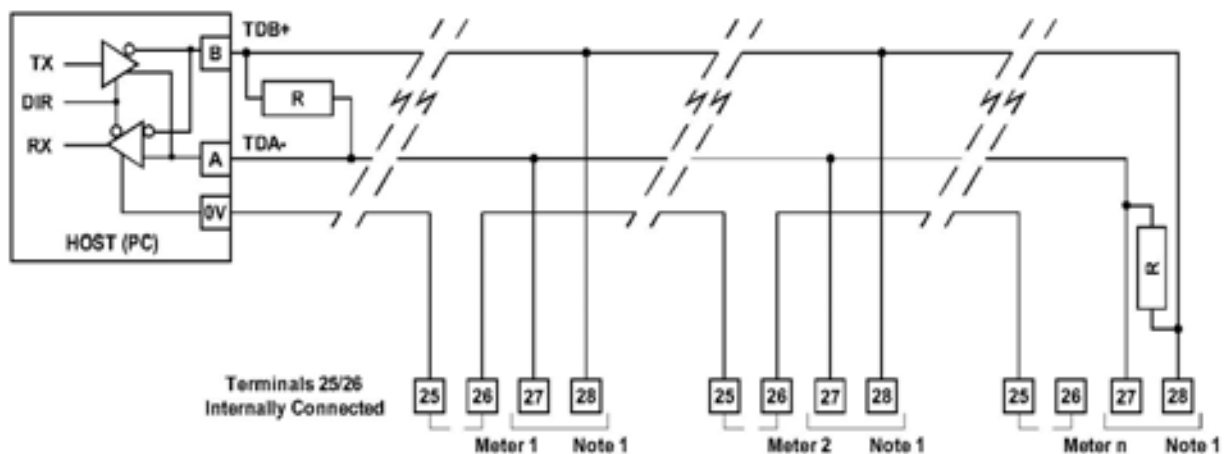 TDB+
B
TX
R
DIR
TDA-
RX
A
0V
HOST (PC)
R
Terminals 25/26
Internally Connected
25 26 27 28 25 26 27 28 25 26 27 28
Meter 1 Note 1 Meter 2 Note 1 Meter n Note 1